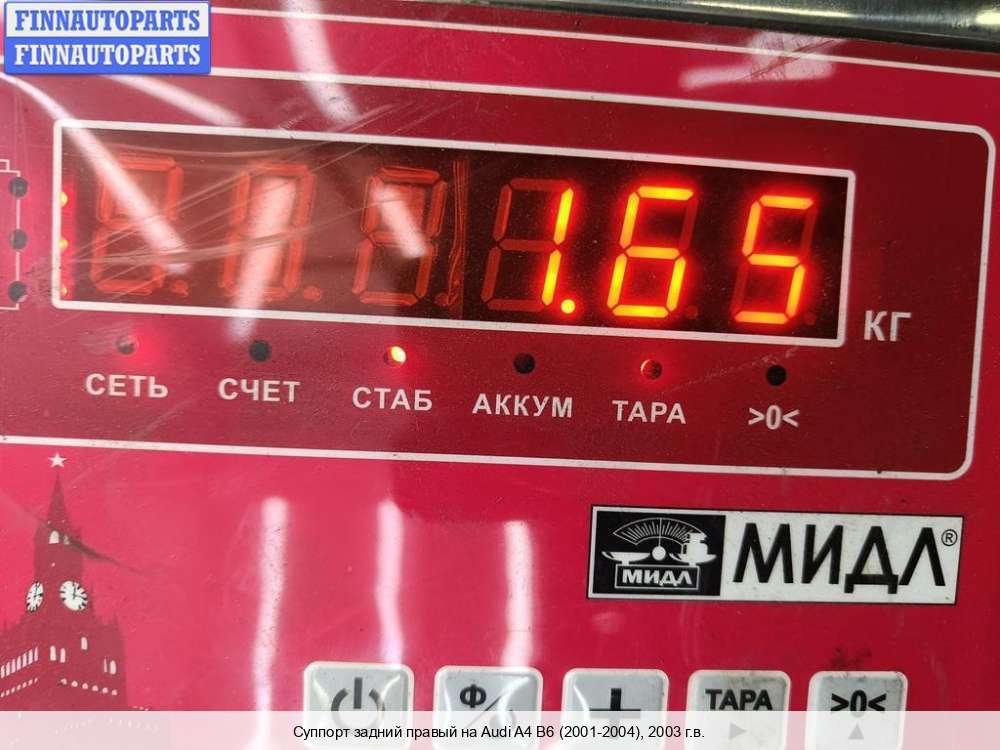 FINNAUTOPARTS
FINNAUTOPARTS
1.65
КГ
СЕТЬ СЧЕТ СТАБ АККУМ ТАРА >0<
МИДЛ МИДЛ®
Ф ТАРА >0<
Суппорт задний правый на Audi A4 B6 (2001-2004), 2003 г.в.